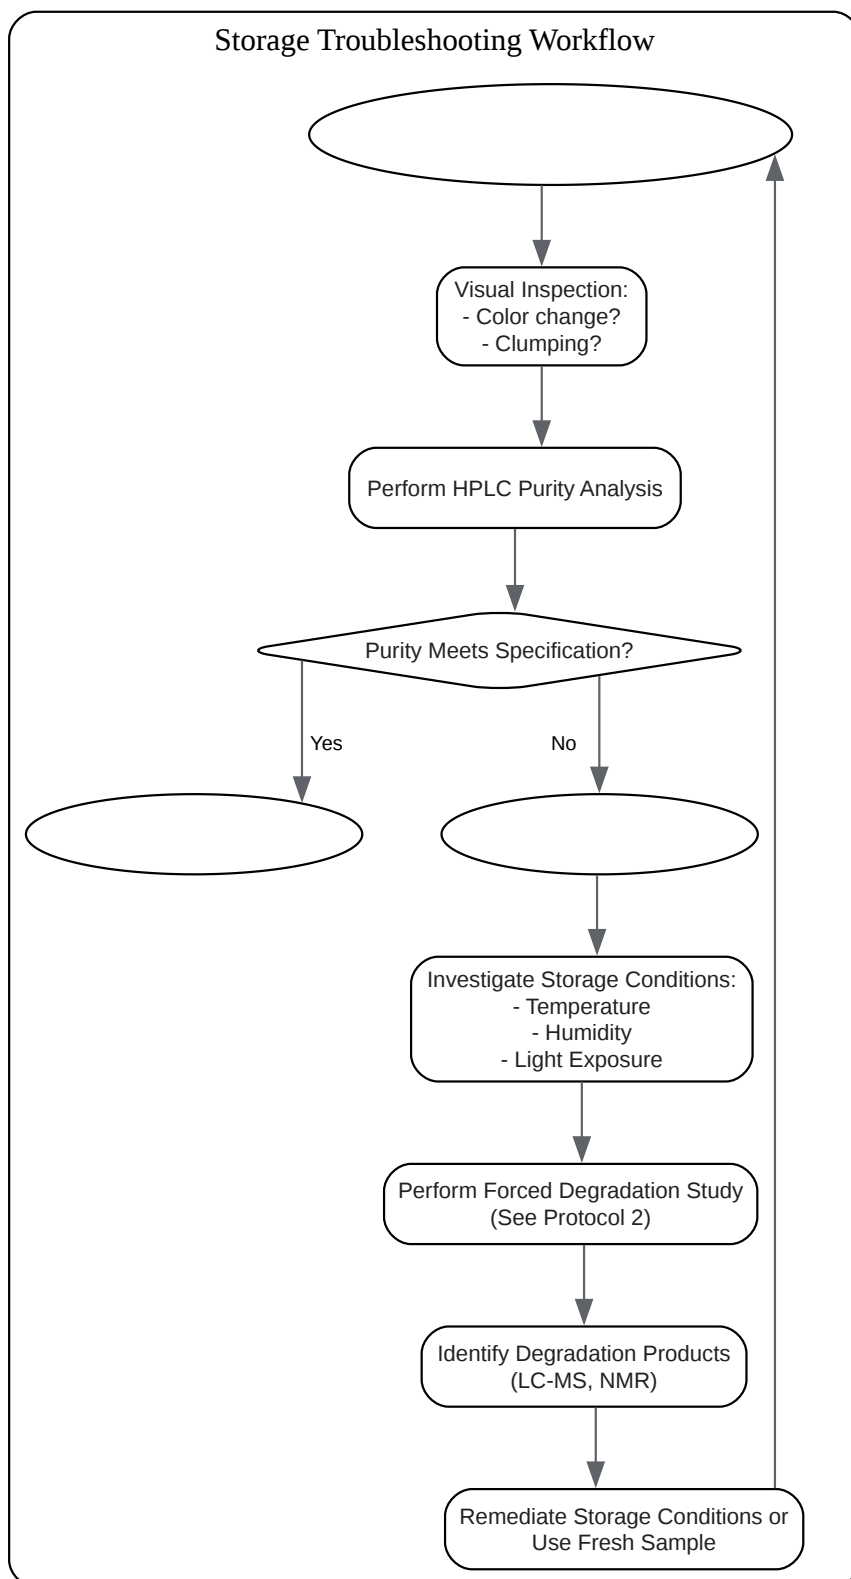 Storage Troubleshooting Workflow
Visual Inspection:
- Color change?
- Clumping?
Perform HPLC Purity Analysis
Purity Meets Specification?
Yes
No
Investigate Storage Conditions:
- Temperature
- Humidity
- Light Exposure
Perform Forced Degradation Study
(See Protocol 2)
Identify Degradation Products
(LC-MS, NMR)
Remediate Storage Conditions or
Use Fresh Sample